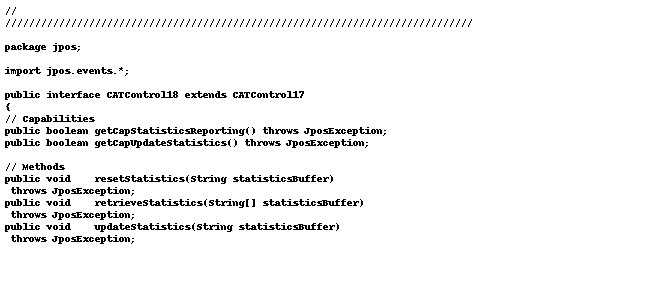 //
//////////////////////////////////////////////////////////////////////////////
package jpos;
import jpos.events.*;
public interface CATControl18 extends CATControl17
{
// Capabilities
public boolean getCapStatisticsReporting() throws JposException;
public boolean getCapUpdateStatistics() throws JposException;
// Methods
public void    resetStatistics(String statisticsBuffer)
 throws JposException;
public void    retrieveStatistics(String[] statisticsBuffer)
 throws JposException;
public void    updateStatistics(String statisticsBuffer)
 throws JposException;